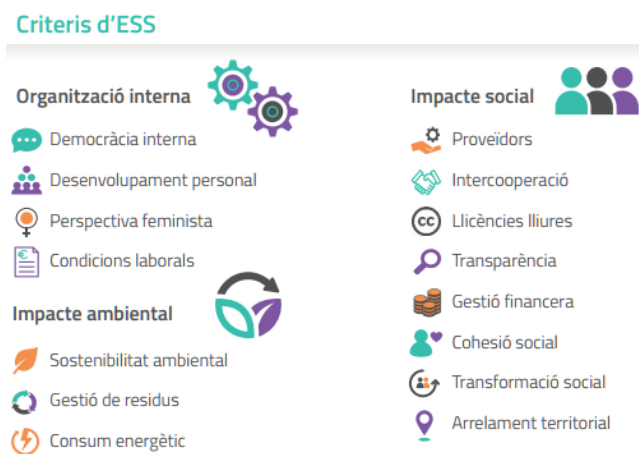 Criteris d’ESS
Organització interna
Democràcia interna
Desenvolupament personal
Perspectiva feminista
€
Condicions laborals
Impacte ambiental
Sostenibilitat ambiental
Gestió de residus
Consum energètic
Impacte social
Proveïdors
Intercooperació
cc
Llicències lliures
Transparència
Gestió financera
Cohesió social
Transformació social
Arrelament territorial